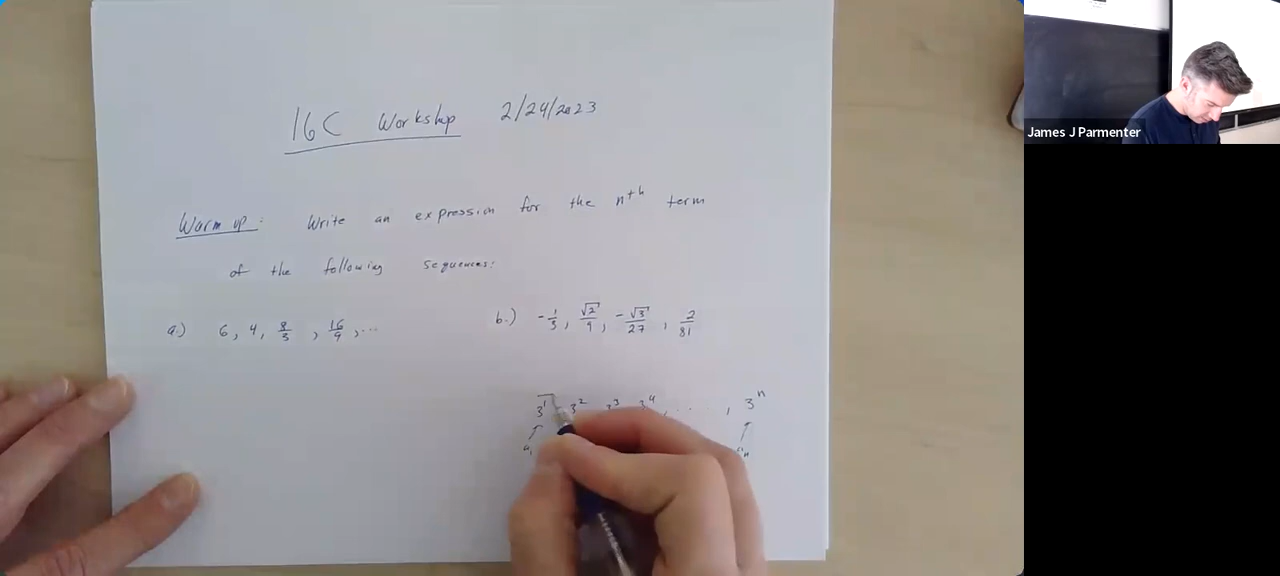 16C Workshop 2/24/2023
Warm up: Write an expression for the nth term
of the following sequences:
a.) 6, 4, 8/3, 16/9, ...
b.) -1/3, √2/9, -√3/27, 2/81
3^1 3^2 3^3 3^4, ..., 3^n
a_1 a_n
James J Parmenter